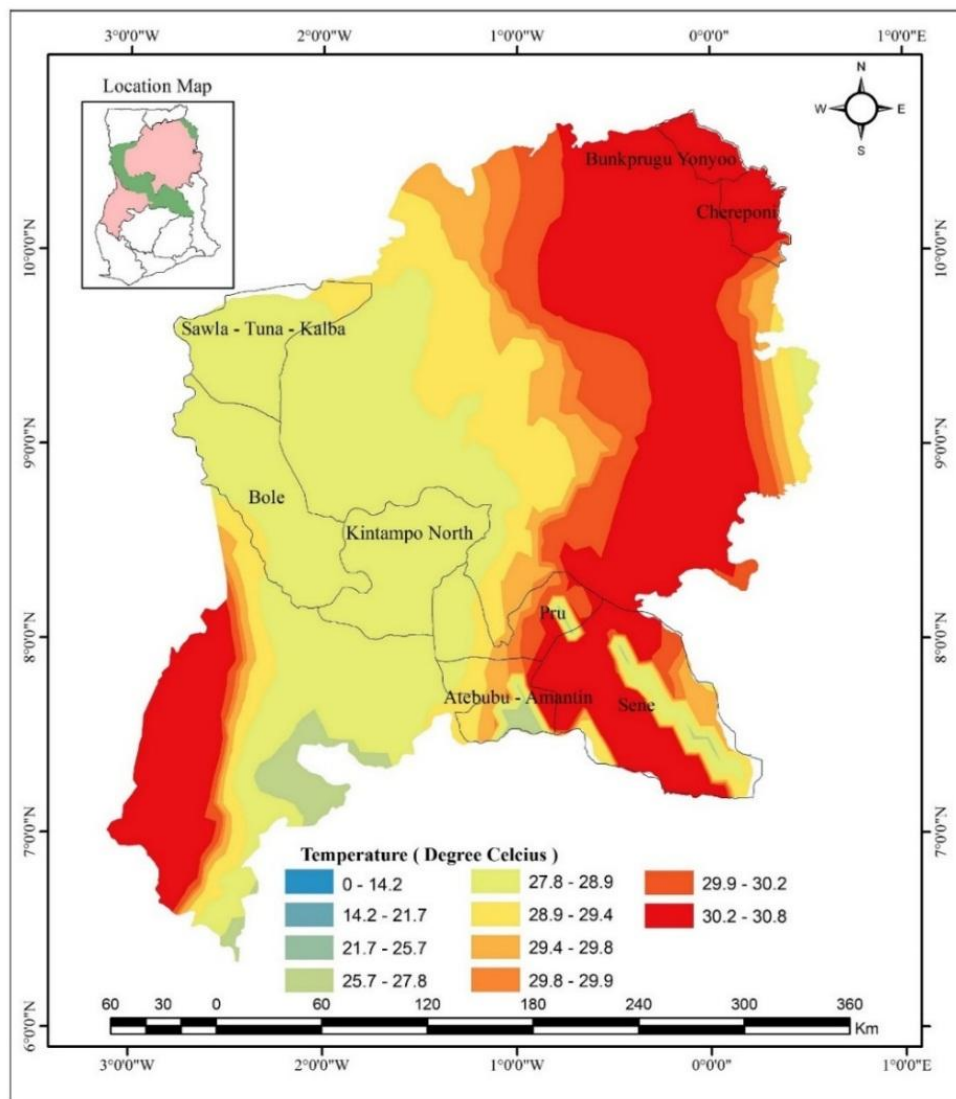 3°0'0"W 2°0'0"W 1°0'0"W 0°0'0" 1°0'0"E
Location Map
N
W E
S
Bunkprugu Yonyoo
Chereponi
10°0'0"N 10°0'0"N
Sawla - Tuna - Kalba
9°0'0"N 9°0'0"N
Bole
Kintampo North
Pru
8°0'0"N 8°0'0"N
Atebubu - Amantin
Sene
7°0'0"N 7°0'0"N
Temperature ( Degree Celcius )
0 - 14.2
14.2 - 21.7
21.7 - 25.7
25.7 - 27.8
27.8 - 28.9
28.9 - 29.4
29.4 - 29.8
29.8 - 29.9
29.9 - 30.2
30.2 - 30.8
60 30 0 60 120 180 240 300 360
Km
6°0'0"N 6°0'0"N
3°0'0"W 2°0'0"W 1°0'0"W 0°0'0" 1°0'0"E